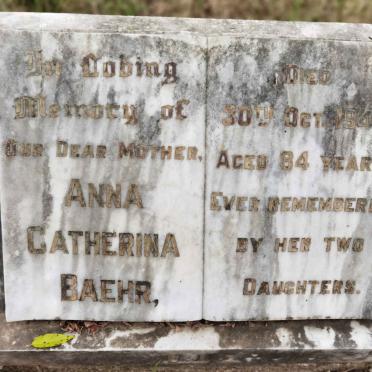 In Loving
Memory of
Our Dear Mother,
Anna
Catherina
Baehr,
Died
30th Oct. 194
Aged 84 Year
Ever remembere
by her two
Daughters.